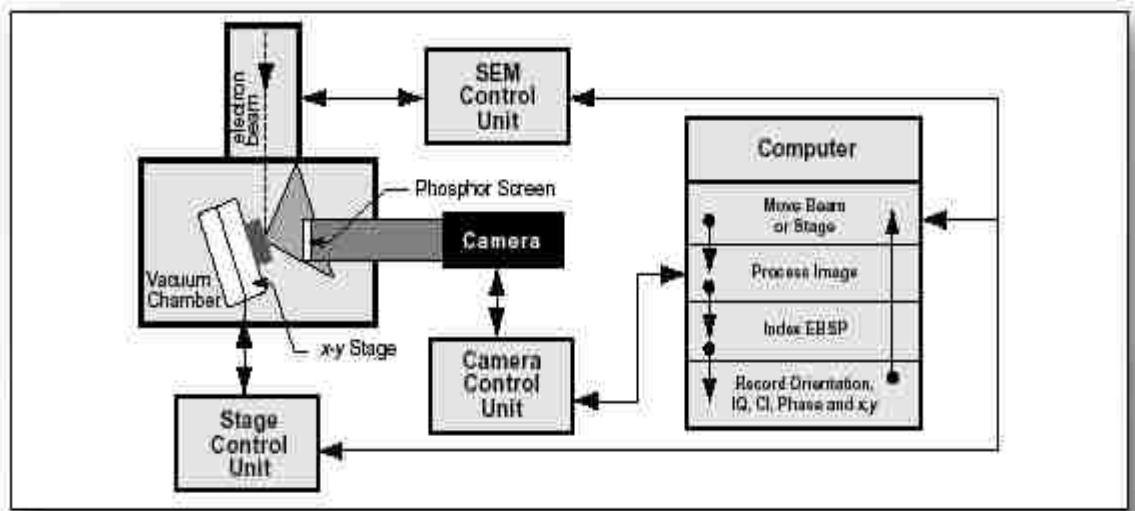 electron
beam
SEM
Control
Unit
Phosphor Screen
Camera
Vacuum
Chamber
x-y Stage
Stage
Control
Unit
Camera
Control
Unit
Computer
Move Beam
or Stage
Process Image
Index EBSP
Record Orientation,
IQ, CI, Phase and x,y